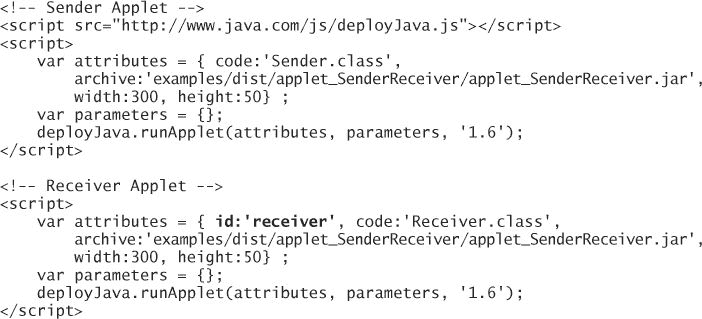 <!-- Sender Applet -->
<script src="http://www.java.com/js/deployJava.js"></script>
<script>
    var attributes = { code:'Sender.class',
        archive:'examples/dist/applet_SenderReceiver/applet_SenderReceiver.jar',
        width:300, height:50} ;
    var parameters = {};
    deployJava.runApplet(attributes, parameters, '1.6');
</script>

<!-- Receiver Applet -->
<script>
    var attributes = { id:'receiver', code:'Receiver.class',
        archive:'examples/dist/applet_SenderReceiver/applet_SenderReceiver.jar',
        width:300, height:50} ;
    var parameters = {};
    deployJava.runApplet(attributes, parameters, '1.6');
</script>